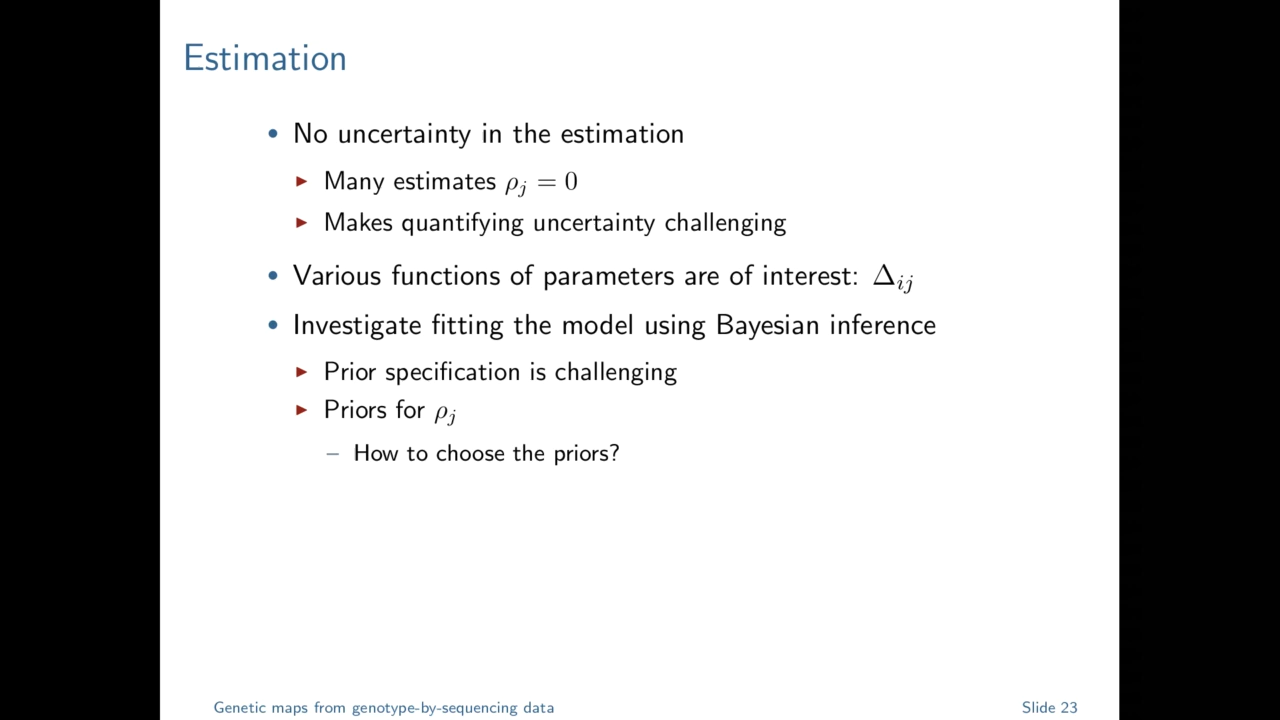 Estimation
• No uncertainty in the estimation
▶ Many estimates ρj = 0
▶ Makes quantifying uncertainty challenging
• Various functions of parameters are of interest: Δij
• Investigate fitting the model using Bayesian inference
▶ Prior specification is challenging
▶ Priors for ρj
– How to choose the priors?
Genetic maps from genotype-by-sequencing data
Slide 23